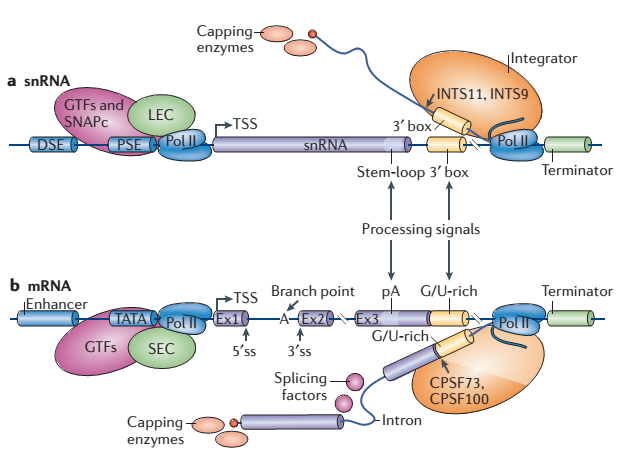 Capping
enzymes
Integrator
a snRNA
GTFs and
SNAPc
LEC
INTS11, INTS9
TSS
3′ box
DSE
PSE
Pol II
snRNA
Pol II
Stem-loop
3′ box
Terminator
Processing signals
b mRNA
Enhancer
TSS
Branch point
pA
G/U-rich
Terminator
TATA
Pol II
Ex1
A
Ex2
Ex3
Pol II
GTFs
SEC
5′ss
3′ss
G/U-rich
Splicing
factors
CPSF73,
CPSF100
Capping
enzymes
Intron